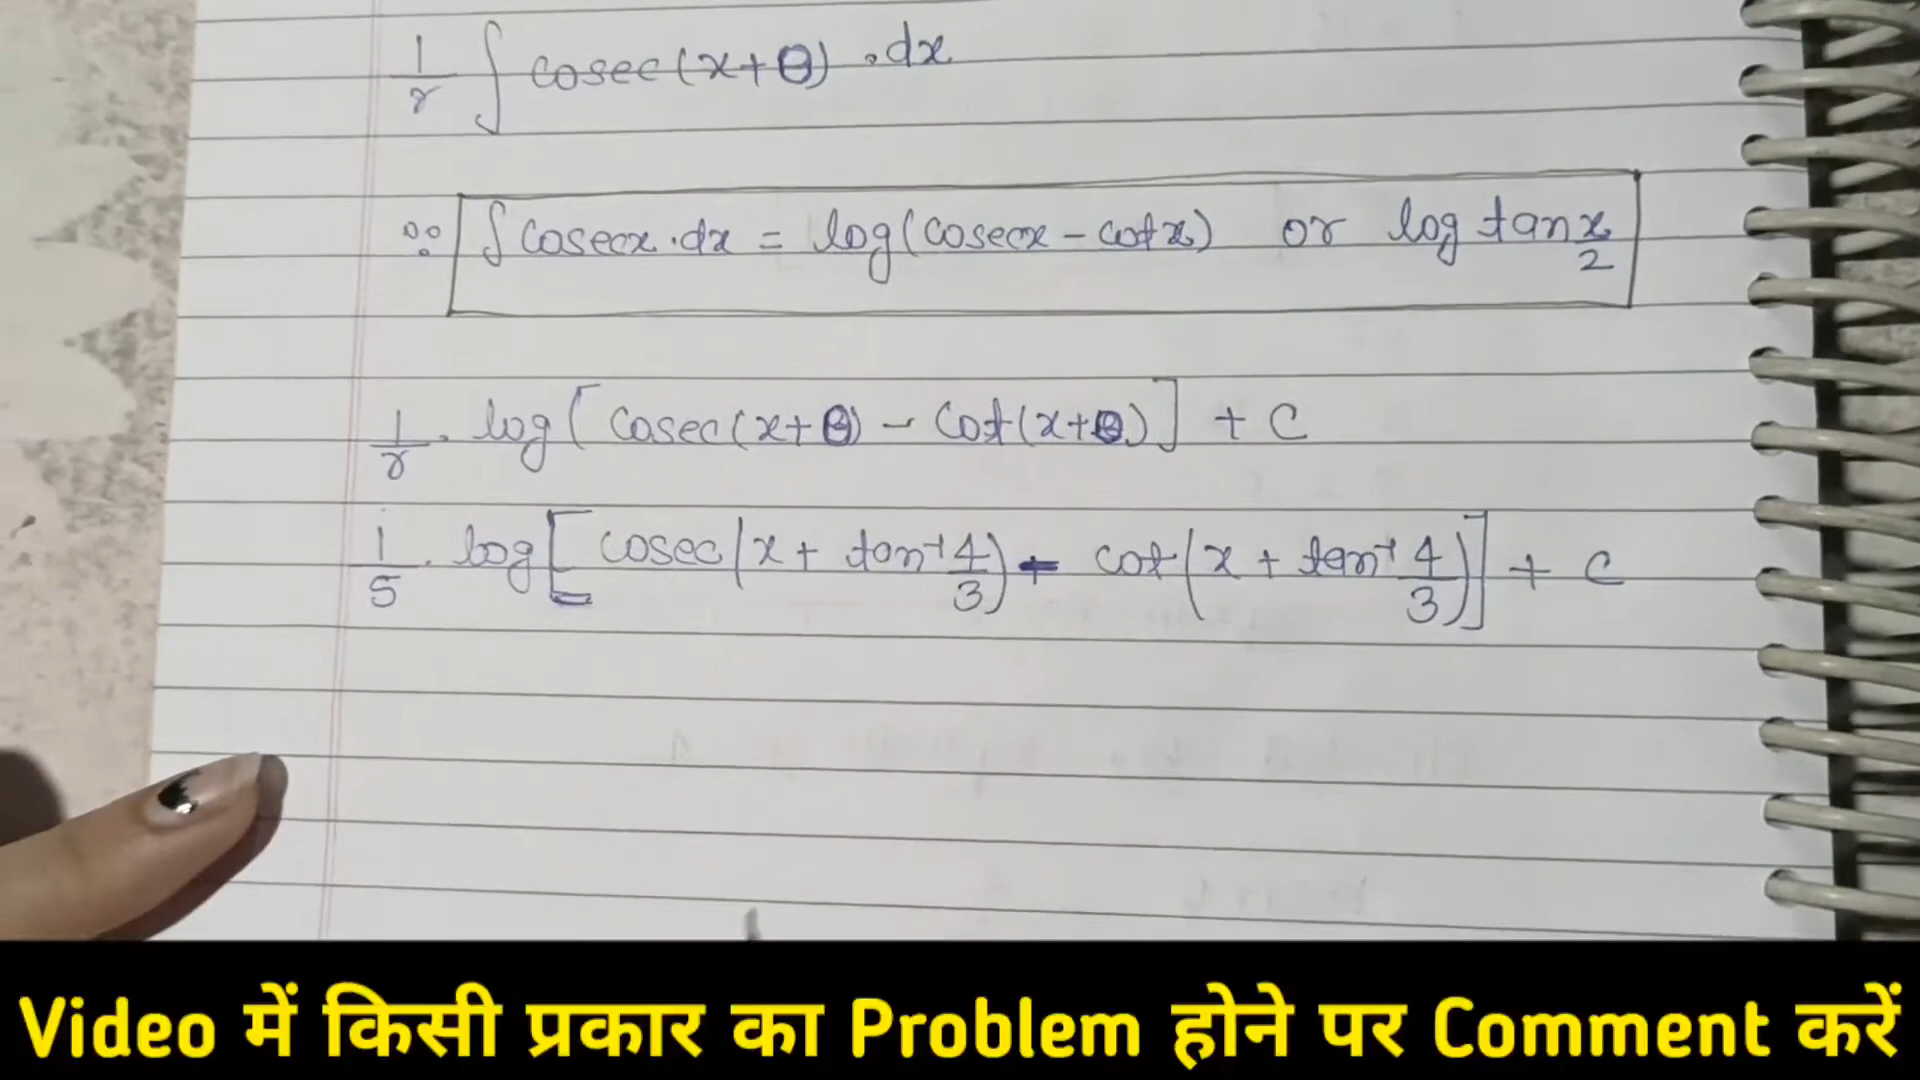 1/r ∫ cosec(x+θ) .dx
∵ ∫ cosecx.dx = log(cosecx - cotx) or log tan x/2
1/r . log[cosec(x+θ) - cot(x+θ)] + c
1/5 . log[cosec(x + tan⁻¹ 4/3) - cot(x + tan⁻¹ 4/3)] + c
Video में किसी प्रकार का Problem होने पर Comment करें